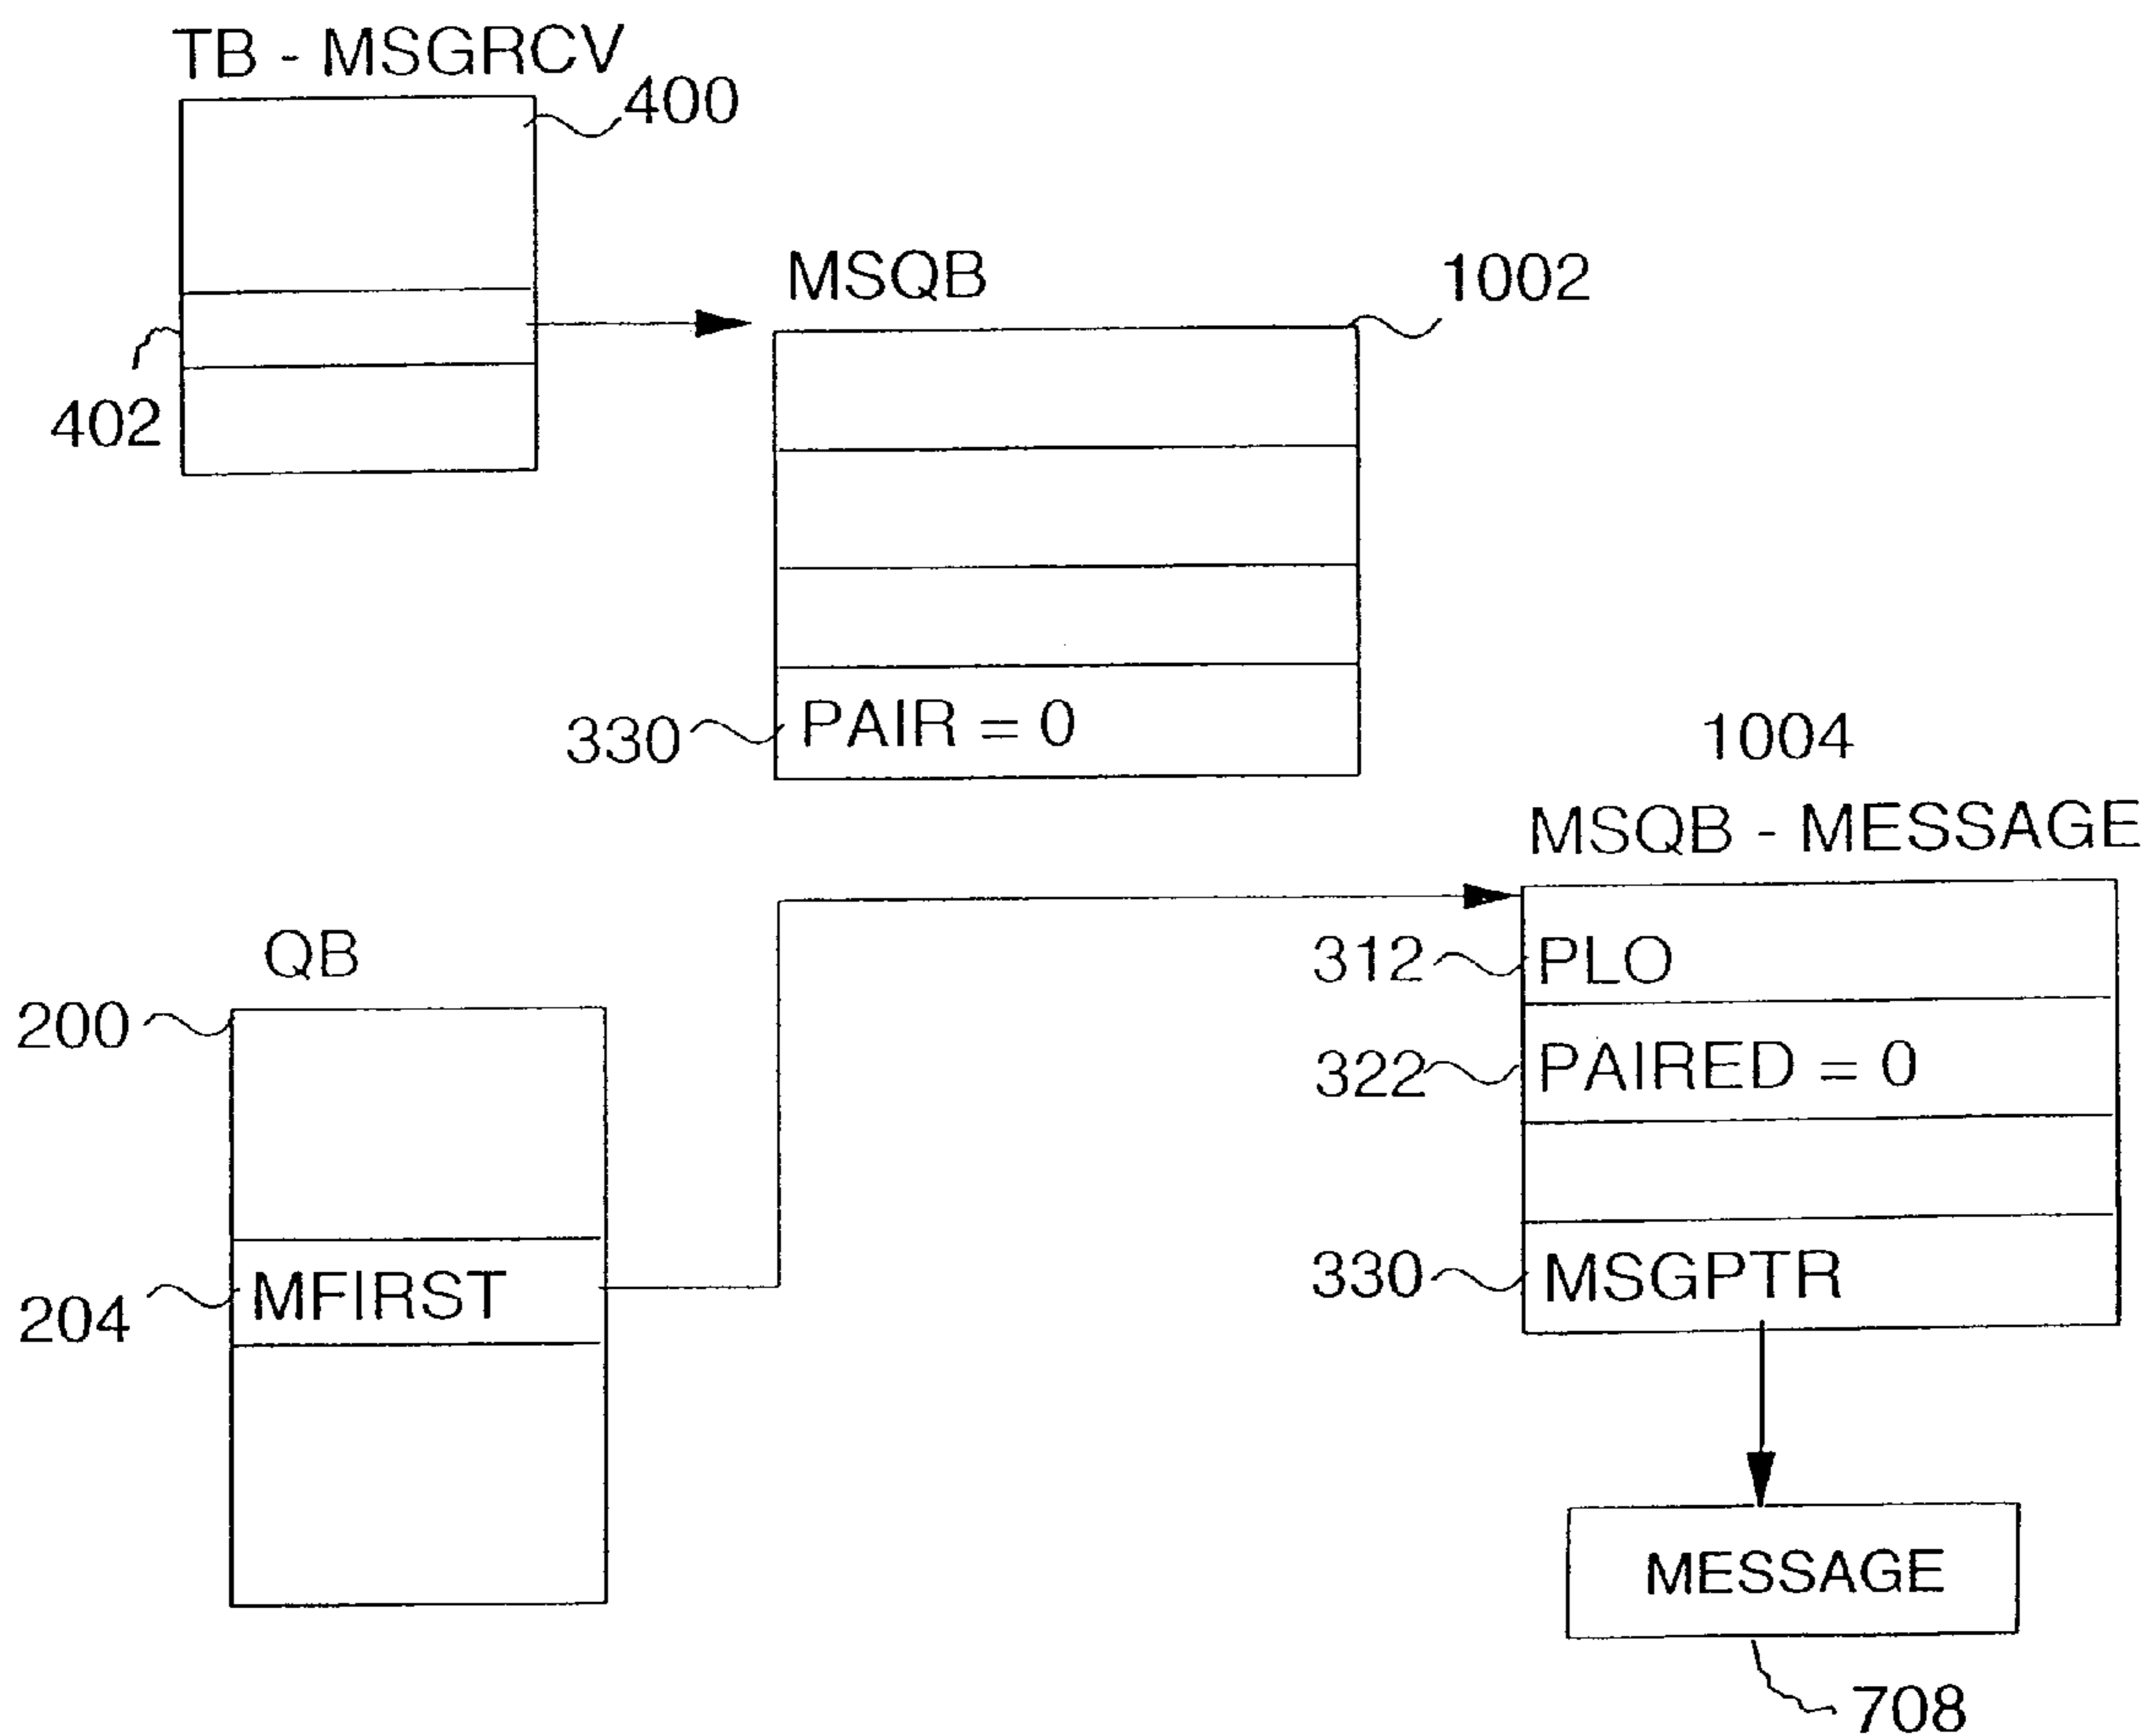 TB - MSGRCV
400
402
MSQB
1002
330
PAIR = 0
1004
MSQB - MESSAGE
QB
200
204
MFIRST
312
PLO
322
PAIRED = 0
330
MSGPTR
MESSAGE
708